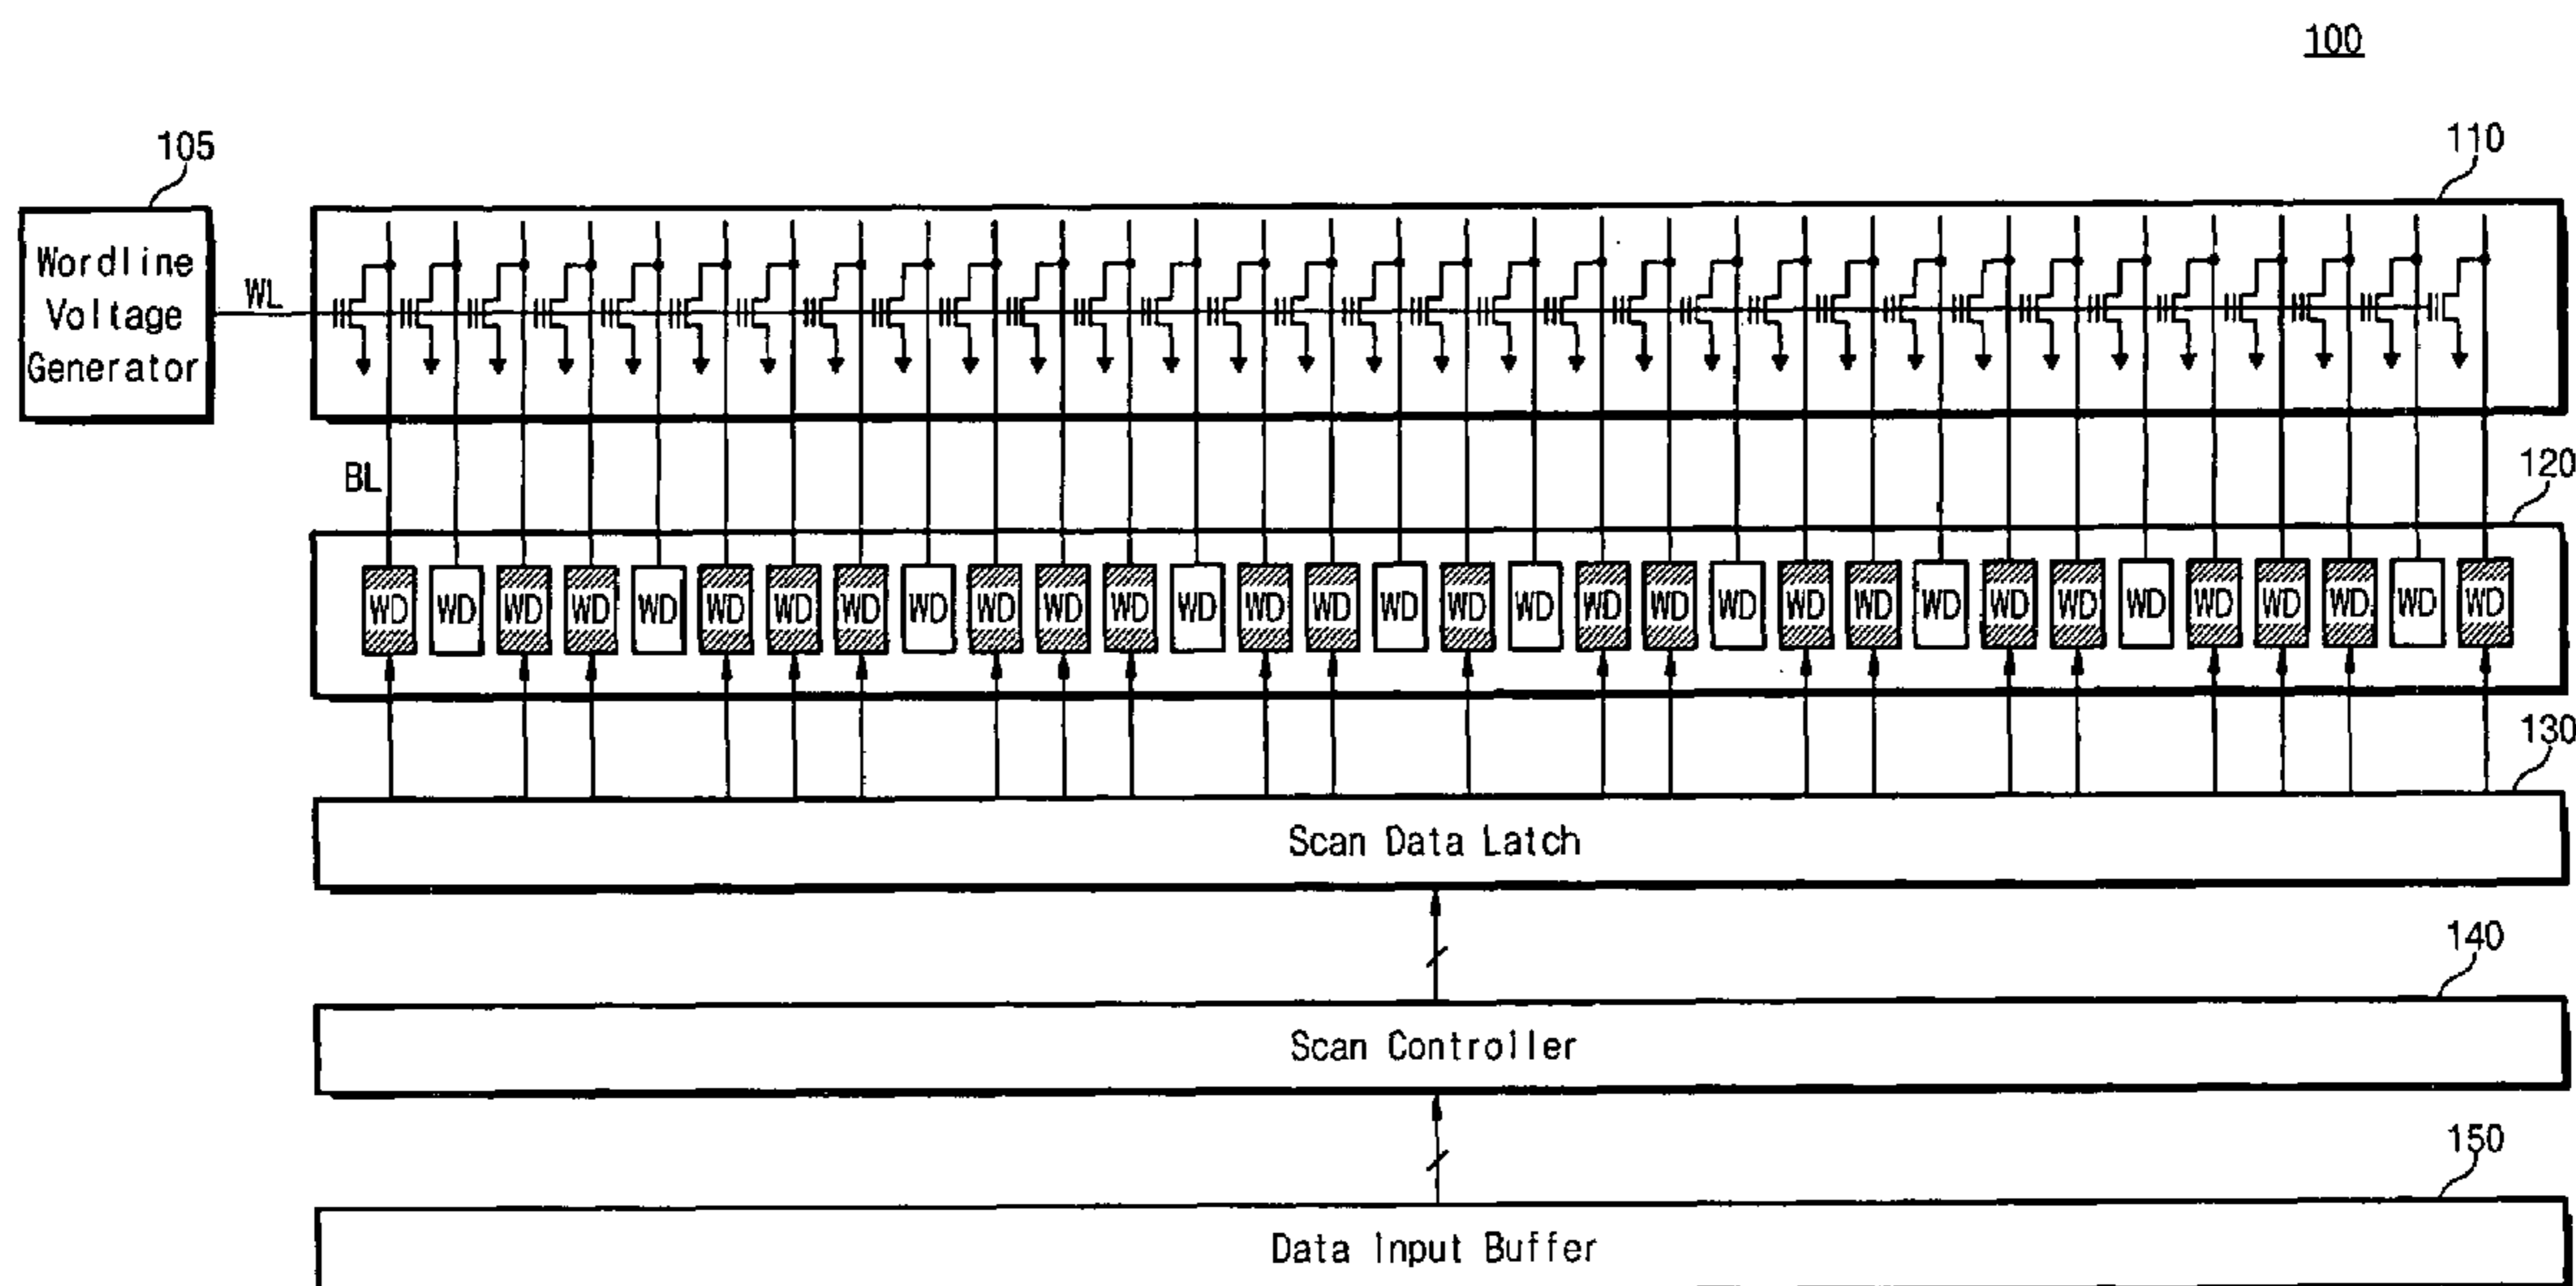 100
105
110
Wordline
Voltage
Generator
WL
BL
120
WD WD WD WD WD WD WD WD WD WD WD WD WD WD WD WD WD WD WD WD WD WD WD WD WD WD WD WD WD WD WD WD
130
Scan Data Latch
140
Scan Controller
150
Data Input Buffer